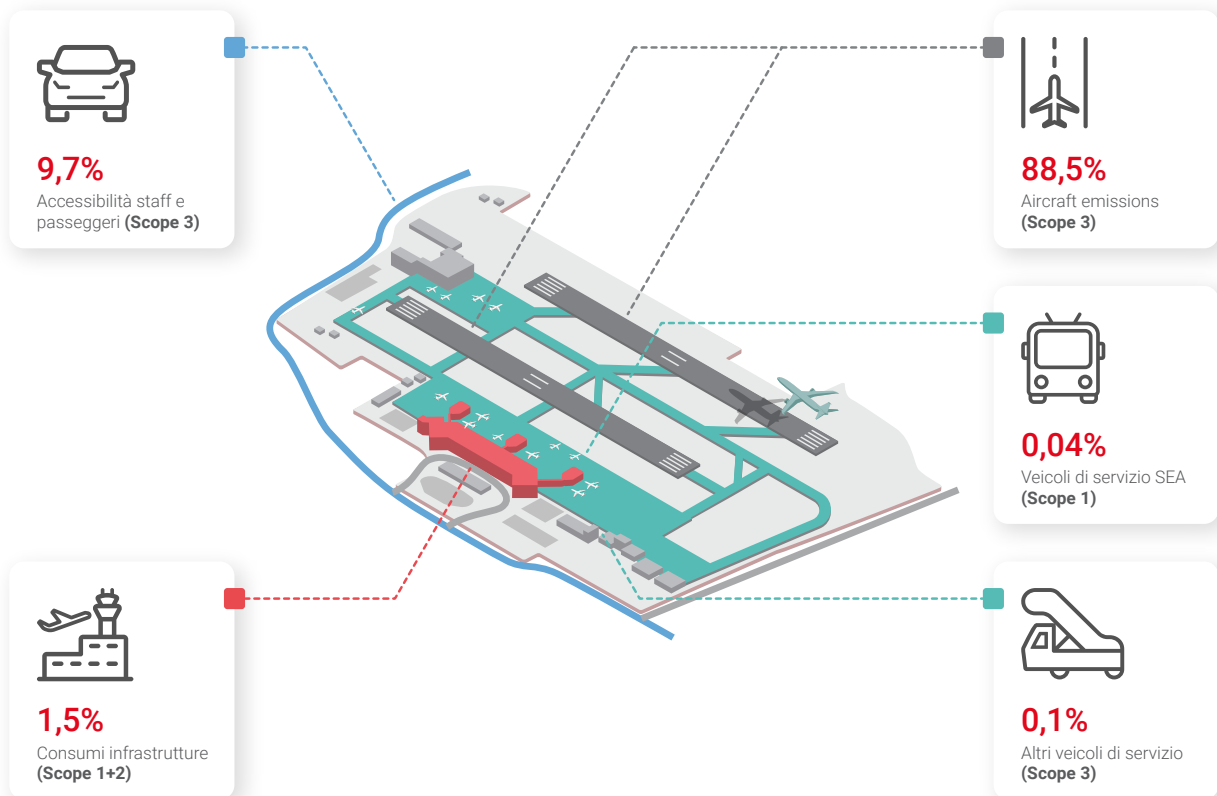 9,7%
Accessibilità staff e
passeggeri (Scope 3)
88,5%
Aircraft emissions
(Scope 3)
0,04%
Veicoli di servizio SEA
(Scope 1)
1,5%
Consumi infrastrutture
(Scope 1+2)
0,1%
Altri veicoli di servizio
(Scope 3)